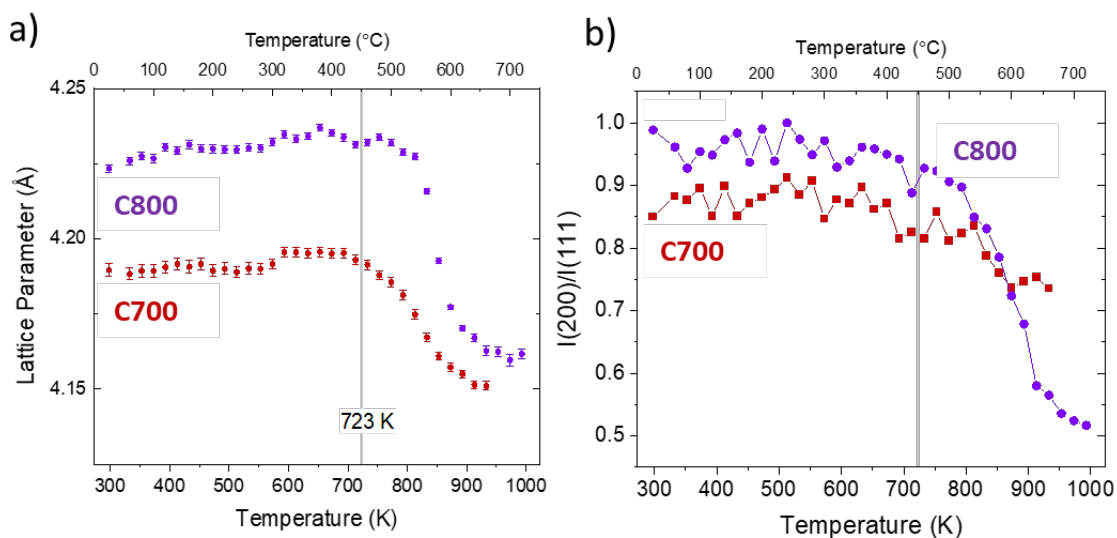 a)
Temperature (°C)
0 100 200 300 400 500 600 700
4.25
4.20
4.15
Lattice Parameter (Å)
C800
C700
723 K
300 400 500 600 700 800 900 1000
Temperature (K)
b)
Temperature (°C)
0 100 200 300 400 500 600 700
1.0
0.9
0.8
0.7
0.6
0.5
I(200)/I(111)
C800
C700
300 400 500 600 700 800 900 1000
Temperature (K)